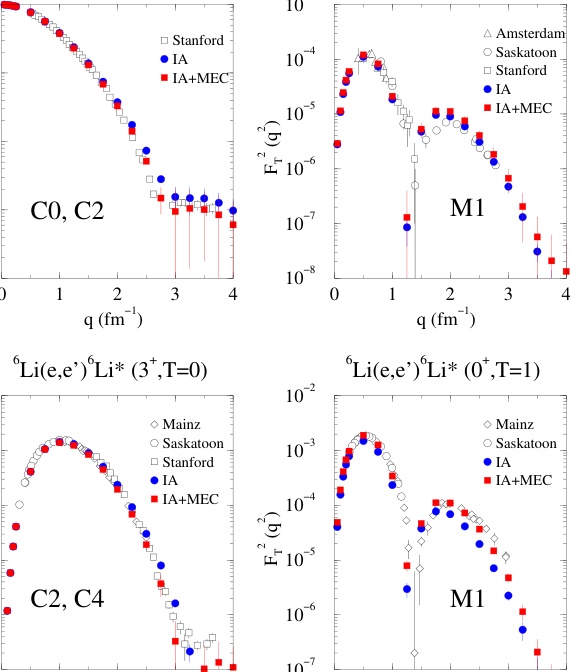 Stanford
IA
IA+MEC
C0, C2
0
1
2
3
4
q (fm⁻¹)
10
10⁻⁴
10⁻⁵
10⁻⁶
10⁻⁷
10⁻⁸
F_T² (q²)
Amsterdam
Saskatoon
Stanford
IA
IA+MEC
M1
0
1
2
3
4
q (fm⁻¹)
⁶Li(e,e’)⁶Li* (3⁺,T=0)
Mainz
Saskatoon
Stanford
IA
IA+MEC
C2, C4
⁶Li(e,e’)⁶Li* (0⁺,T=1)
10⁻²
10⁻³
10⁻⁴
10⁻⁵
10⁻⁶
10⁻⁷
F_T² (q²)
Mainz
Saskatoon
IA
IA+MEC
M1